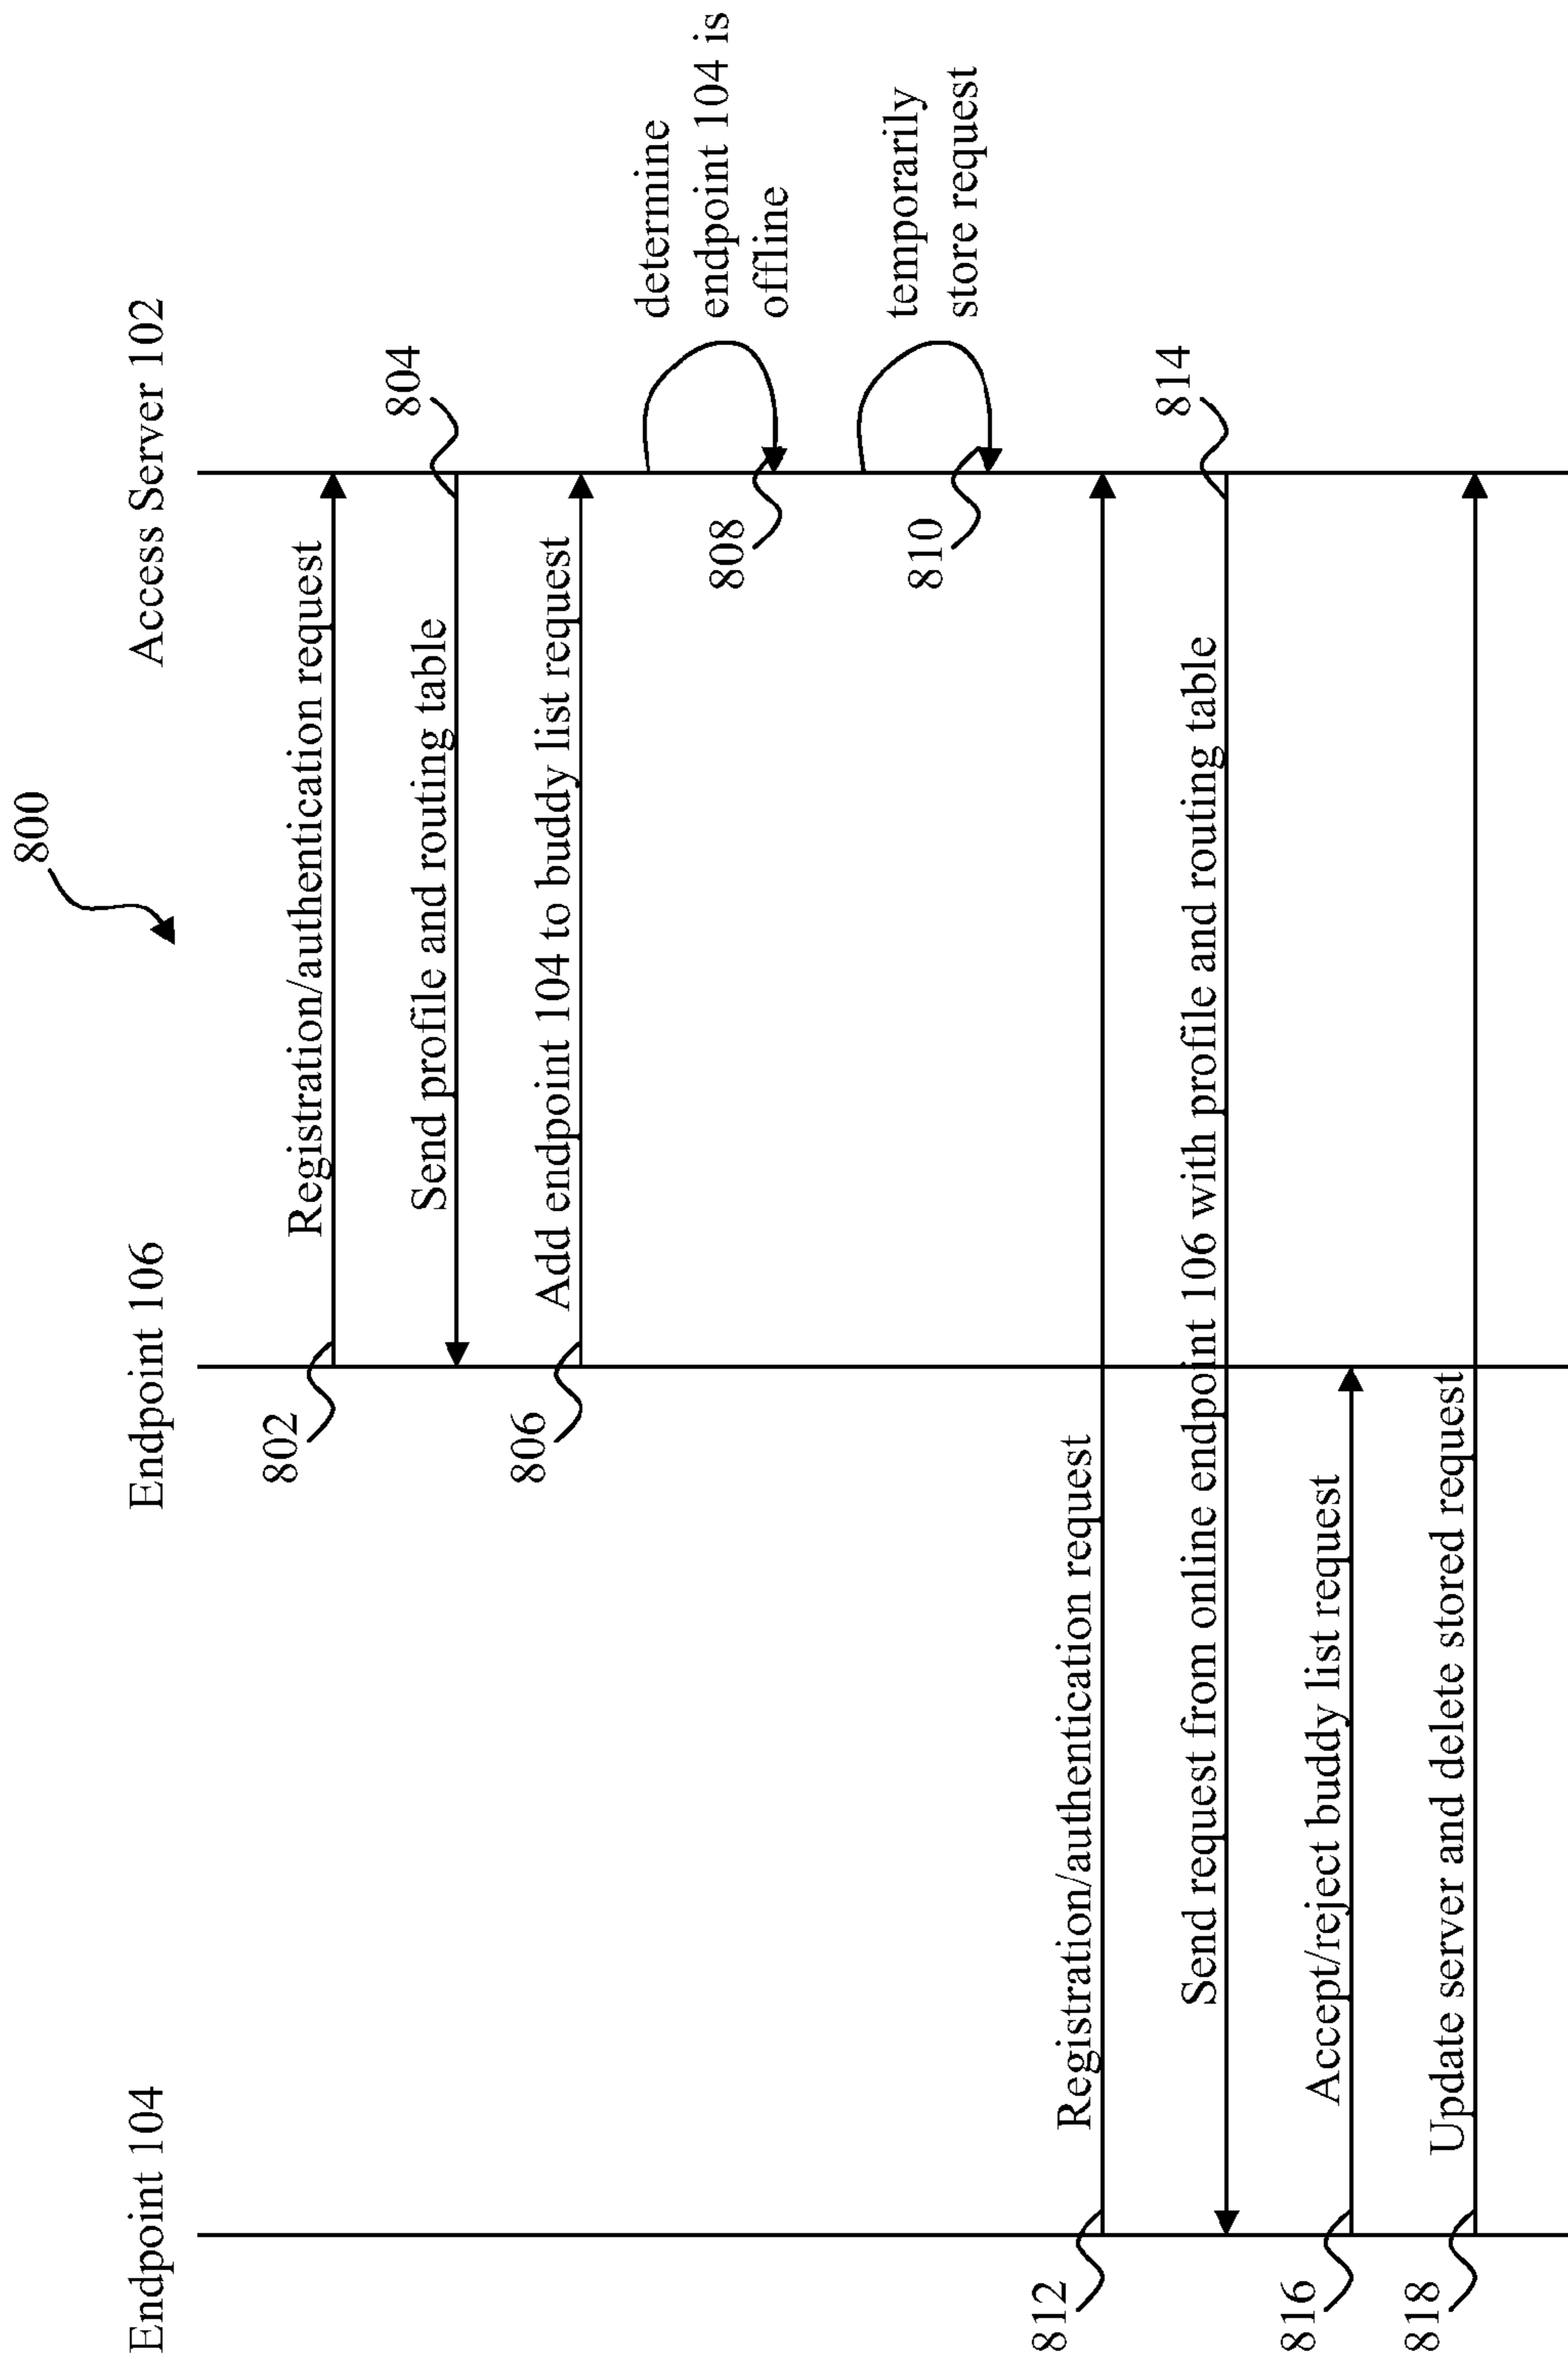 800
Endpoint 104
Endpoint 106
Access Server 102
802
Registration/authentication request
804
Send profile and routing table
806
Add endpoint 104 to buddy list request
determine
endpoint 104 is
offline
808
temporarily
store request
810
812
Registration/authentication request
814
Send request from online endpoint 106 with profile and routing table
816
Accept/reject buddy list request
818
Update server and delete stored request